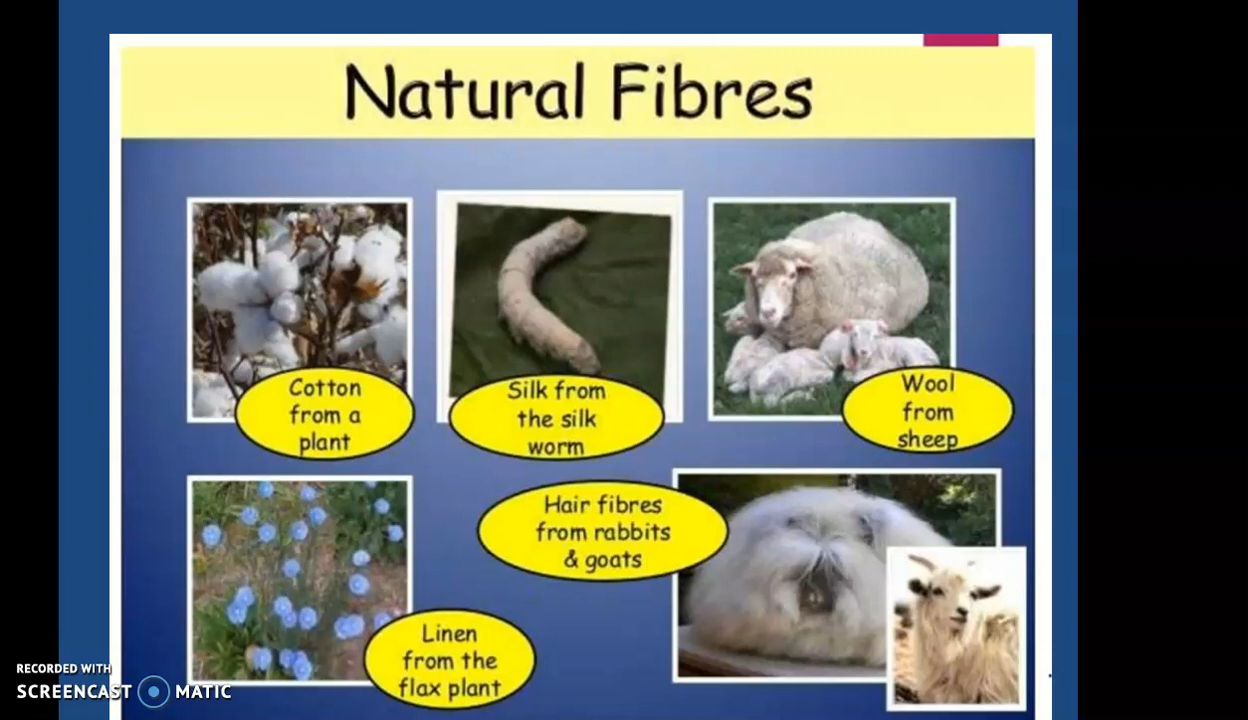 Natural Fibres
Cotton
from a
plant
Silk from
the silk
worm
Wool
from
sheep
Hair fibres
from rabbits
& goats
Linen
from the
flax plant
RECORDED WITH
SCREENCAST MATIC